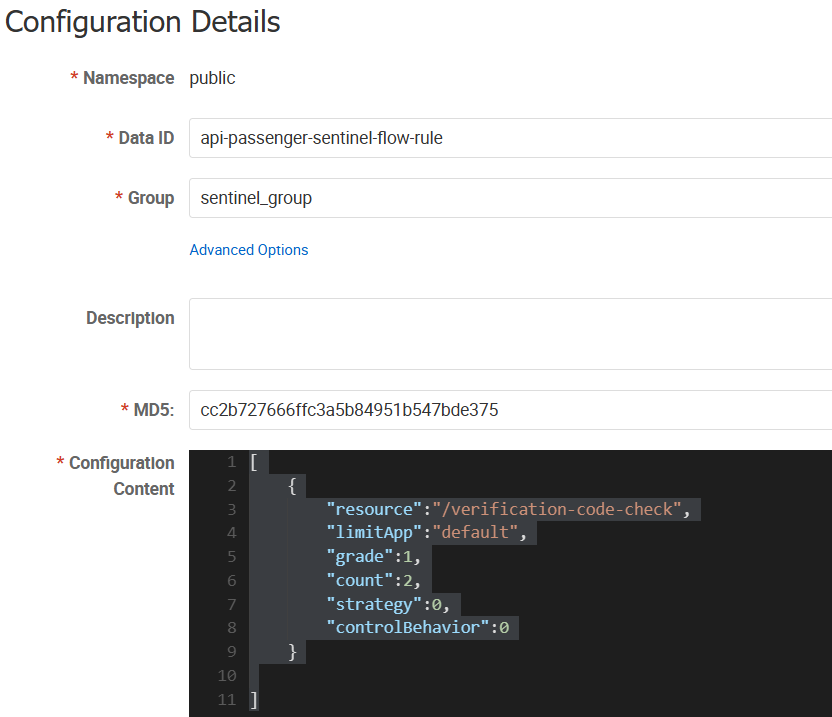 Configuration Details
* Namespace public
* Data ID api-passenger-sentinel-flow-rule
* Group sentinel_group
Advanced Options
Description
* MD5: cc2b727666ffc3a5b84951b547bde375
* Configuration
Content
1 [
2 {
3 "resource":"/verification-code-check",
4 "limitApp":"default",
5 "grade":1,
6 "count":2,
7 "strategy":0,
8 "controlBehavior":0
9 }
10
11 ]